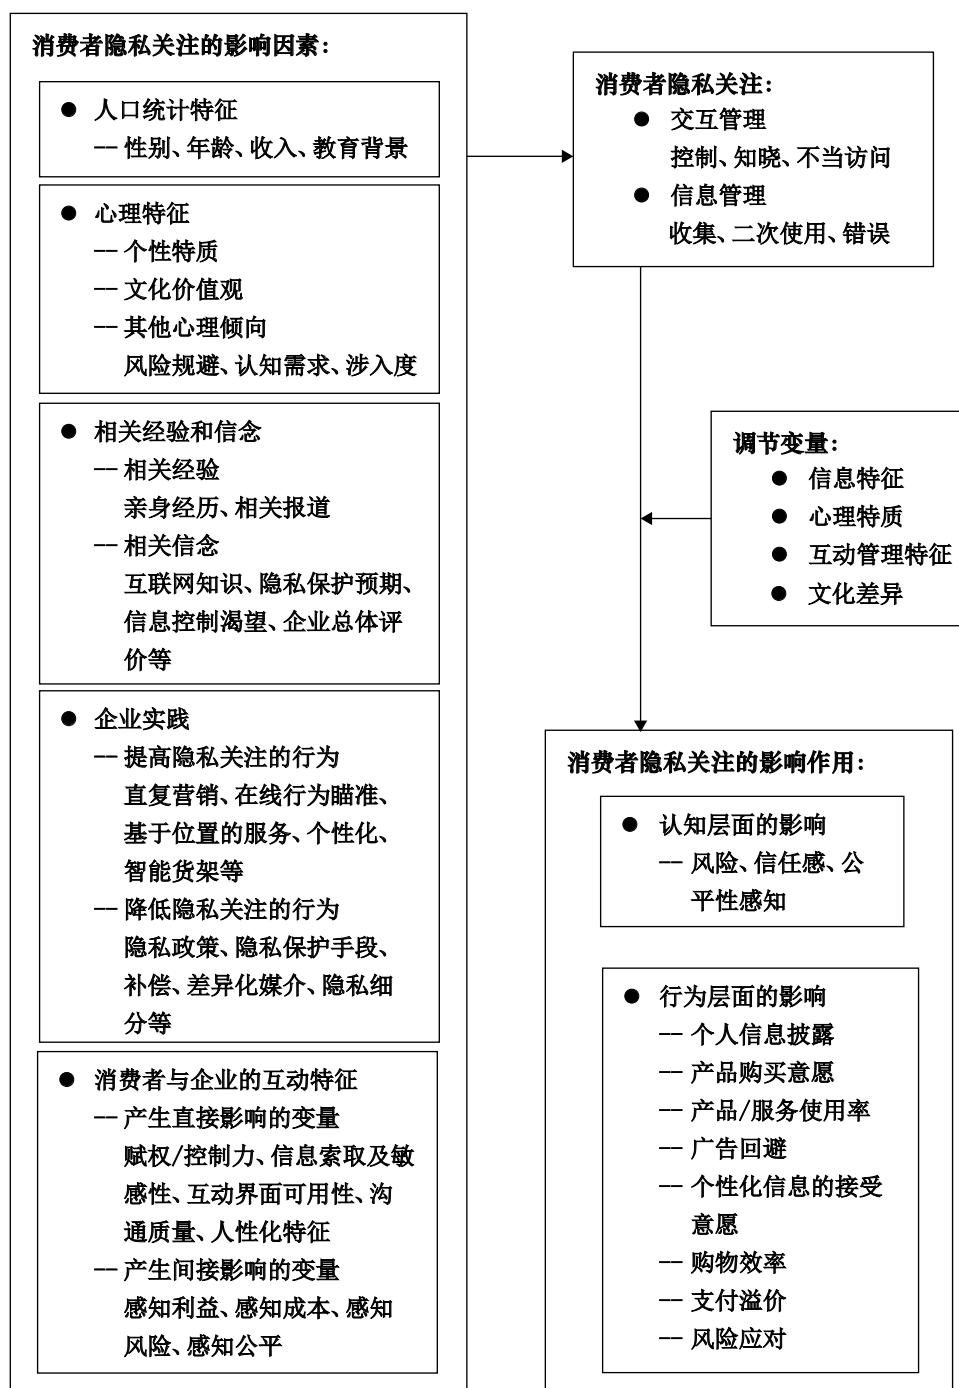 消费者隐私关注的影响因素：
● 人口统计特征
── 性别、年龄、收入、教育背景
● 心理特征
── 个性特质
── 文化价值观
── 其他心理倾向
风险规避、认知需求、涉入度
● 相关经验和信念
── 相关经验
亲身经历、相关报道
── 相关信念
互联网知识、隐私保护预期、
信息控制渴望、企业总体评
价等
● 企业实践
── 提高隐私关注的行为
直复营销、在线行为瞄准、
基于位置的服务、个性化、
智能货架等
── 降低隐私关注的行为
隐私政策、隐私保护手段、
补偿、差异化媒介、隐私细
分等
● 消费者与企业的互动特征
── 产生直接影响的变量
赋权/控制力、信息索取及敏
感性、互动界面可用性、沟
通质量、人性化特征
── 产生间接影响的变量
感知利益、感知成本、感知
风险、感知公平
消费者隐私关注：
● 交互管理
控制、知晓、不当访问
● 信息管理
收集、二次使用、错误
调节变量：
● 信息特征
● 心理特质
● 互动管理特征
● 文化差异
消费者隐私关注的影响作用：
● 认知层面的影响
── 风险、信任感、公
平性感知
● 行为层面的影响
── 个人信息披露
── 产品购买意愿
── 产品/服务使用率
── 广告回避
── 个性化信息的接受
意愿
── 购物效率
── 支付溢价
── 风险应对